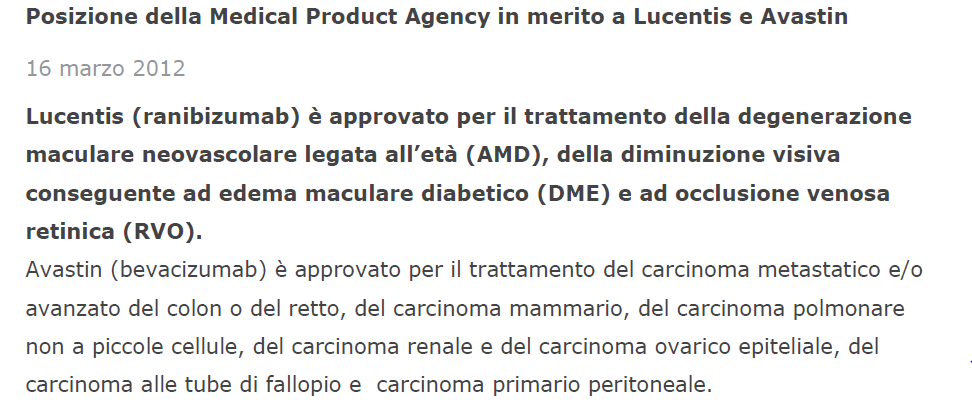 Posizione della Medical Product Agency in merito a Lucentis e Avastin
16 marzo 2012
Lucentis (ranibizumab) è approvato per il trattamento della degenerazione
maculare neovascolare legata all’età (AMD), della diminuzione visiva
conseguente ad edema maculare diabetico (DME) e ad occlusione venosa
retinica (RVO).
Avastin (bevacizumab) è approvato per il trattamento del carcinoma metastatico e/o
avanzato del colon o del retto, del carcinoma mammario, del carcinoma polmonare
non a piccole cellule, del carcinoma renale e del carcinoma ovarico epiteliale, del
carcinoma alle tube di fallopio e  carcinoma primario peritoneale.